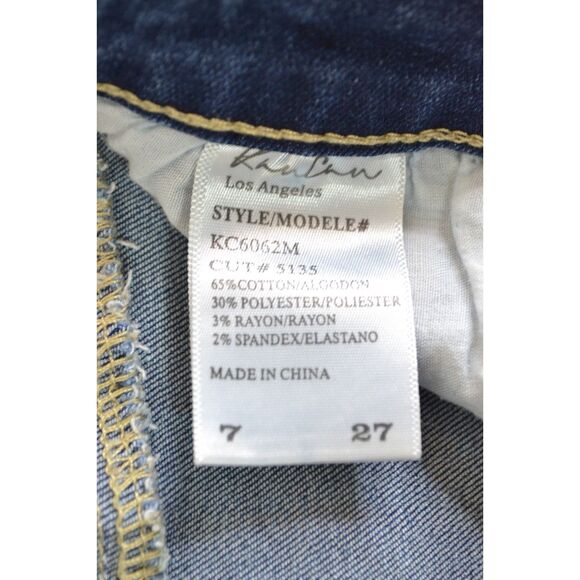 KanCan
Los Angeles
STYLE/MODELE#
KC6062M
CUT# 5135
65%COTTON/ALGODON
30% POLYESTER/POLIESTER
3% RAYON/RAYON
2% SPANDEX/ELASTANO
MADE IN CHINA
7 27